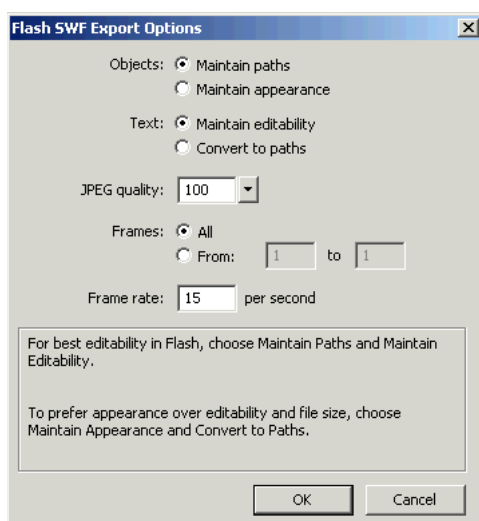 Flash SWF Export Options
Objects: Maintain paths
Maintain appearance
Text: Maintain editability
Convert to paths
JPEG quality: 100
Frames: All
From: 1 to 1
Frame rate: 15 per second
For best editability in Flash, choose Maintain Paths and Maintain
Editability.
To prefer appearance over editability and file size, choose
Maintain Appearance and Convert to Paths.
OK Cancel